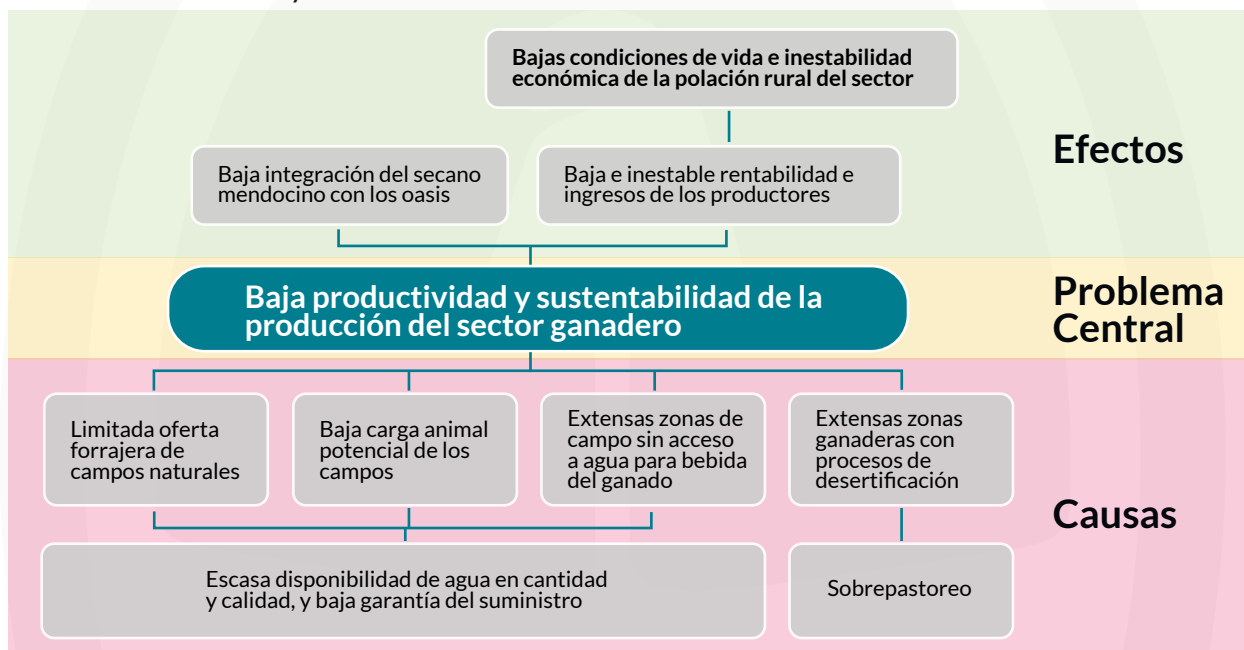 Bajas condiciones de vida e inestabilidad
económica de la polación rural del sector
Efectos
Baja integración del secano
mendocino con los oasis
Baja e inestable rentabilidad e
ingresos de los productores
Baja productividad y sustentabilidad de la
producción del sector ganadero
Problema
Central
Limitada oferta
forrajera de
campos naturales
Baja carga animal
potencial de los
campos
Extensas zonas de
campo sin acceso
a agua para bebida
del ganado
Extensas zonas
ganaderas con
procesos de
desertificación
Causas
Escasa disponibilidad de agua en cantidad
y calidad, y baja garantía del suministro
Sobrepastoreo